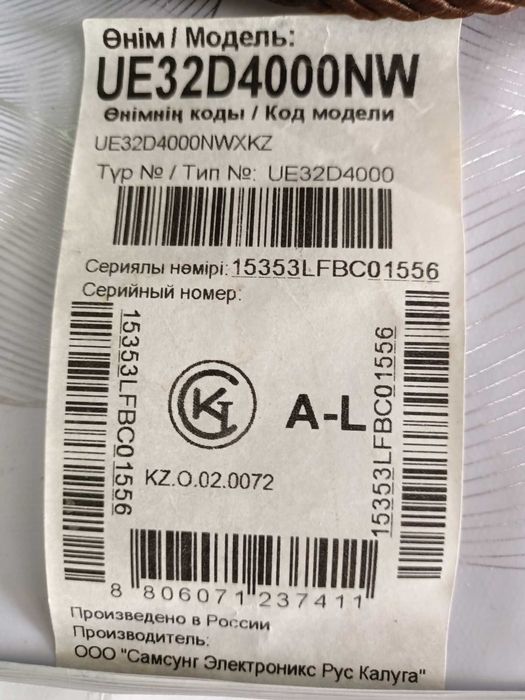 Өнім / Модель:
UE32D4000NW
Өнімнің коды / Код модели
UE32D4000NWXKZ
Түр № / Тип №: UE32D4000
Сериялы нөмірі: 15353LFBC01556
Серийный номер:
15353LFBC01556
A-L
15353LFBC01556
KZ.O.02.0072
8 806071 237411
Произведено в России
Производитель:
ООО "Самсунг Электроникс Рус Калуга"